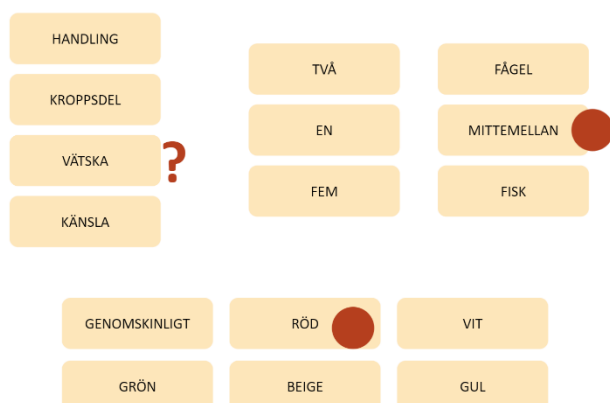 HANDLING
KROPPSDEL
VÄTSKA ?
KÄNSLA
TVÅ
EN
FEM
FÅGEL
MITTEMELLAN
FISK
GENOMSKINLIGT RÖD VIT
GRÖN BEIGE GUL